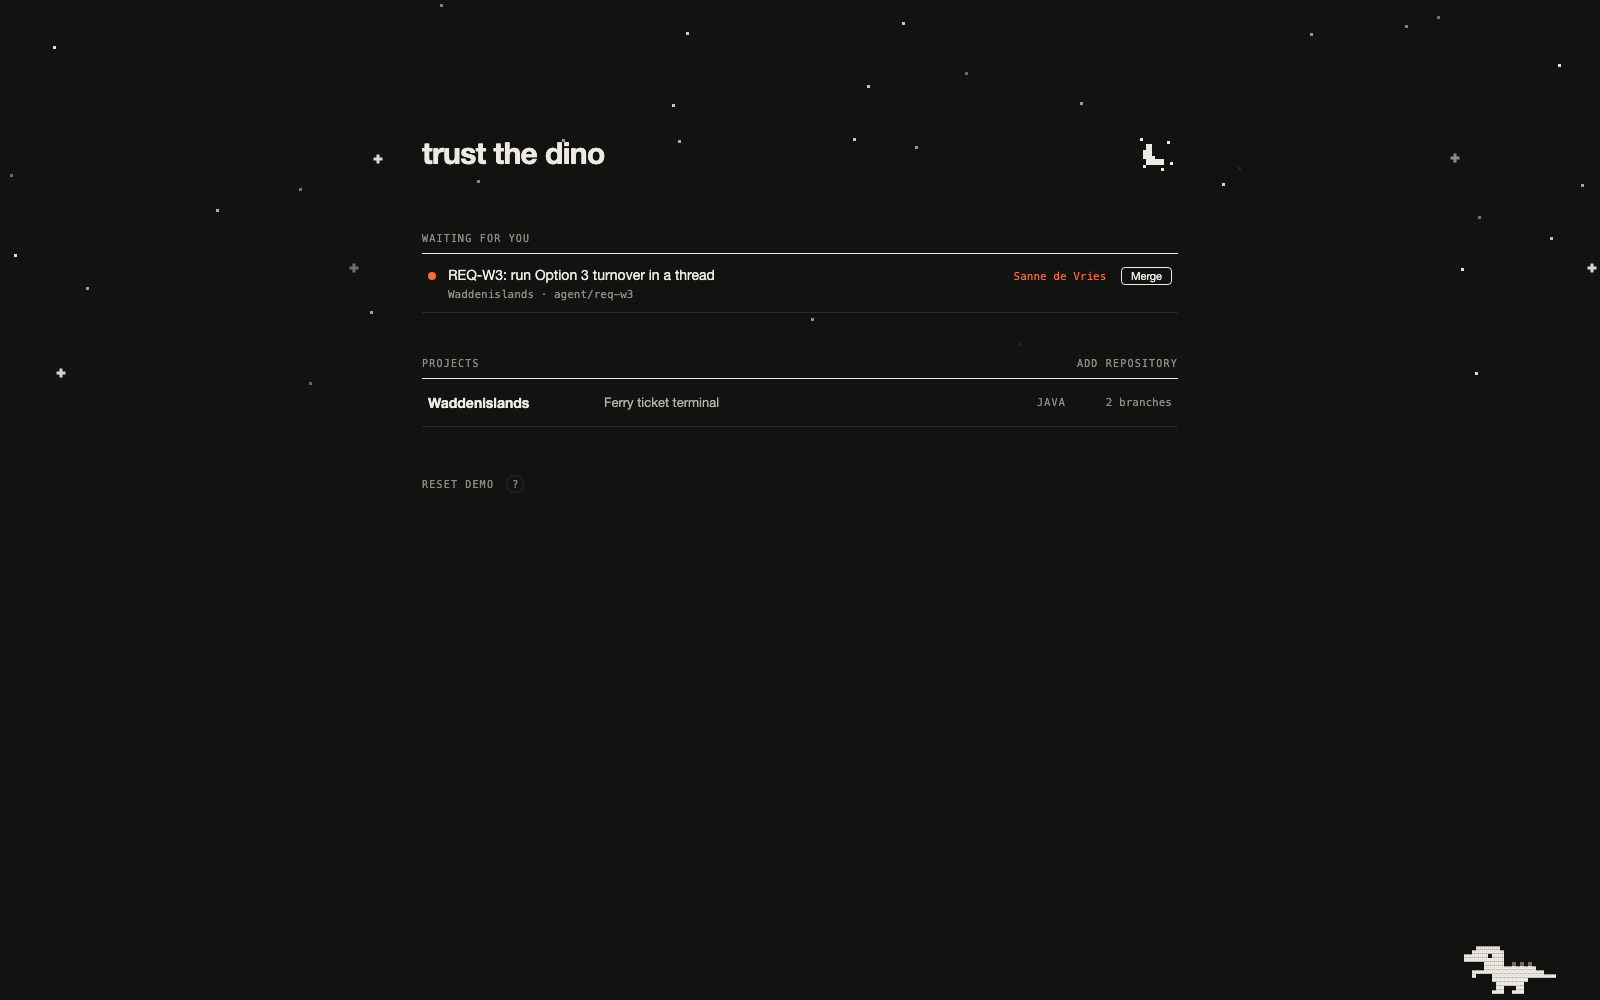 trust the dino
WAITING FOR YOU
REQ-W3: run Option 3 turnover in a thread
Sanne de Vries
Merge
Waddenislands · agent/req-w3
PROJECTS
ADD REPOSITORY
Waddenislands
Ferry ticket terminal
JAVA
2 branches
RESET DEMO
?